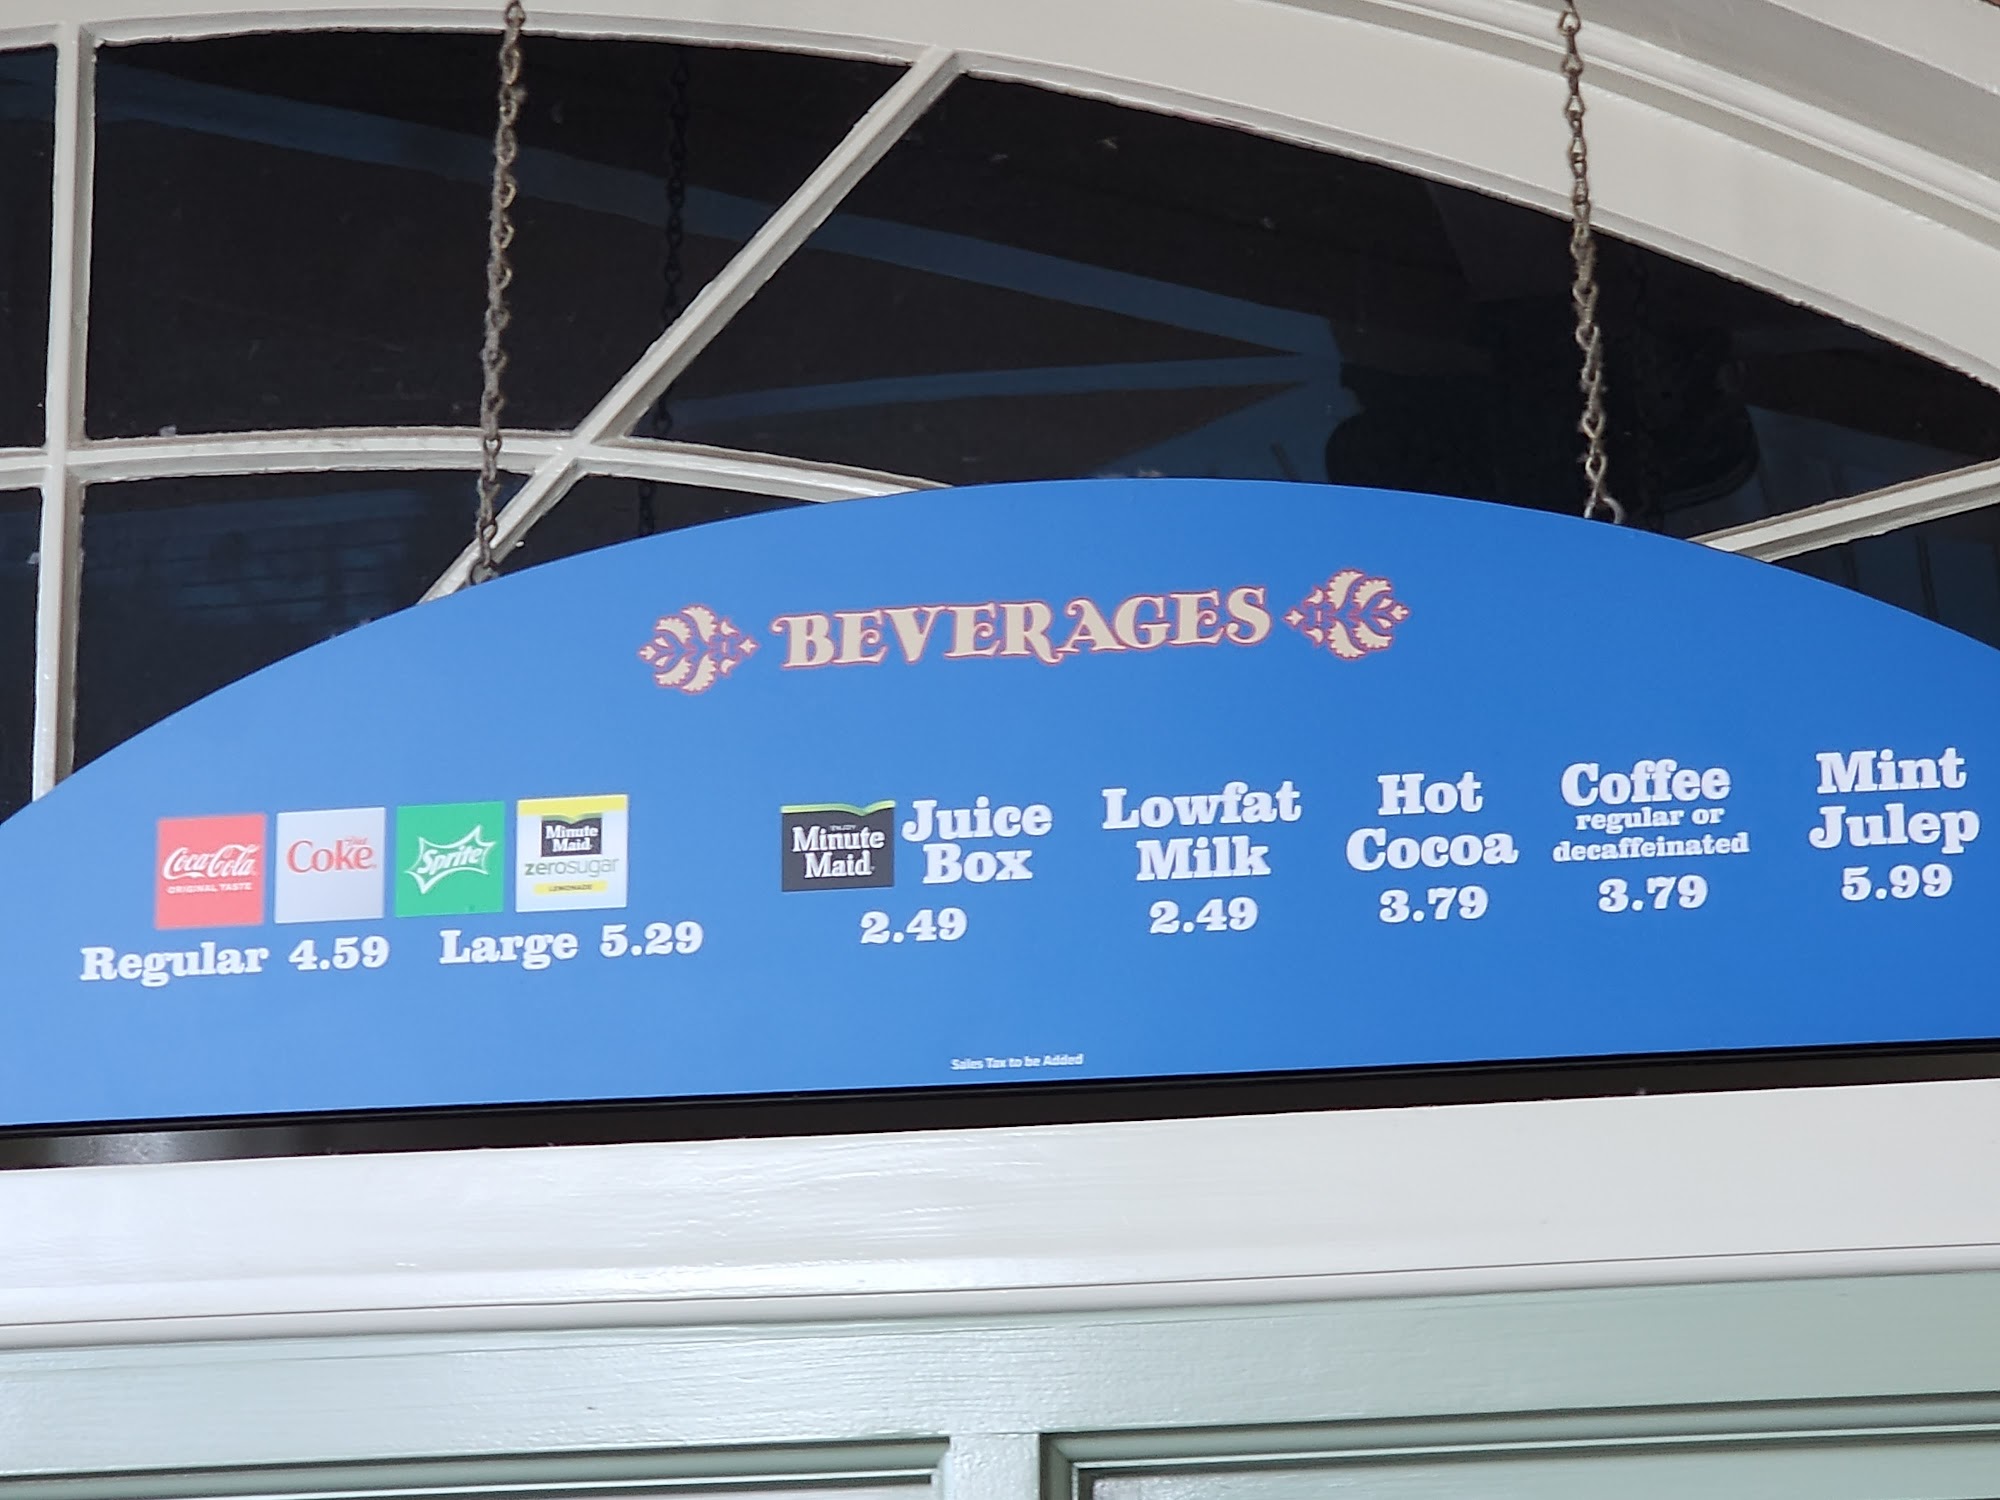 BEVERAGES
Coca-Cola
ORIGINAL TASTE
Diet
Coke
Sprite
Minute
Maid
zerosugar
LEMONADE
Regular 4.59 Large 5.29
ENJOY
Minute
Maid
Juice
Box
2.49
Lowfat
Milk
2.49
Hot
Cocoa
3.79
Coffee
regular or
decaffeinated
3.79
Mint
Julep
5.99
Sales Tax to be Added